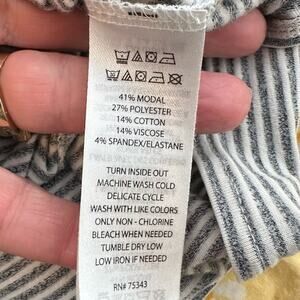 41% MODAL
27% POLYESTER
14% COTTON
14% VISCOSE
4% SPANDEX/ELASTANE
TURN INSIDE OUT
MACHINE WASH COLD
DELICATE CYCLE
WASH WITH LIKE COLORS
ONLY NON - CHLORINE
BLEACH WHEN NEEDED
TUMBLE DRY LOW
LOW IRON IF NEEDED
RN# 75343